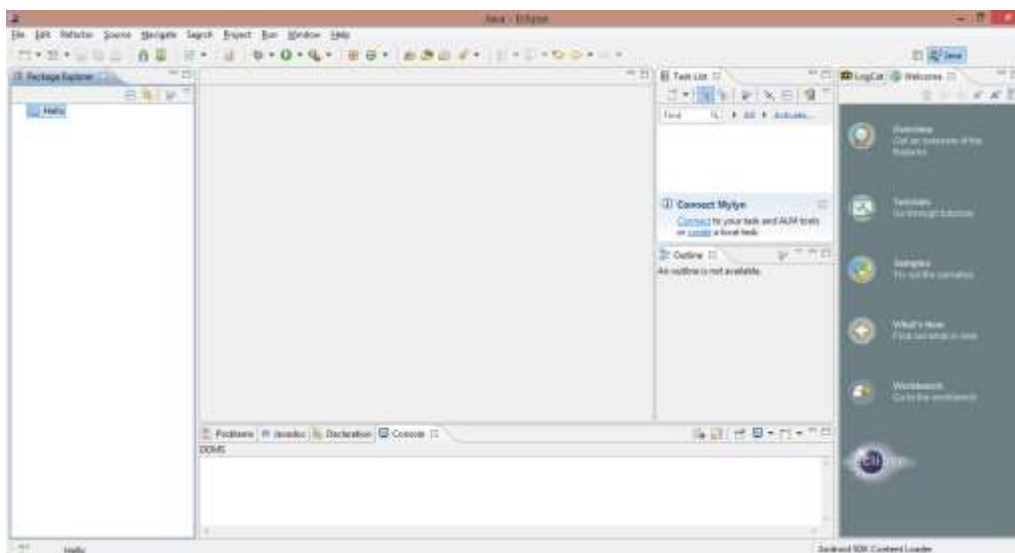 Java - Eclipse
File Edit Refactor Source Navigate Search Project Run Window Help
Java
Package Explorer
Hello
Task List
Find All Activate...
Connect Mylyn
Connect to your task and ALM tools
or create a local task.
Outline
An outline is not available.
LogCat Welcome
Overview
Get an overview of the
features
Tutorials
Go through tutorials
Samples
Try out the samples
What's New
Find out what is new
Workbench
Go to the workbench
Problems Javadoc Declaration Console
DDMS
Hello
Android SDK Content Loader